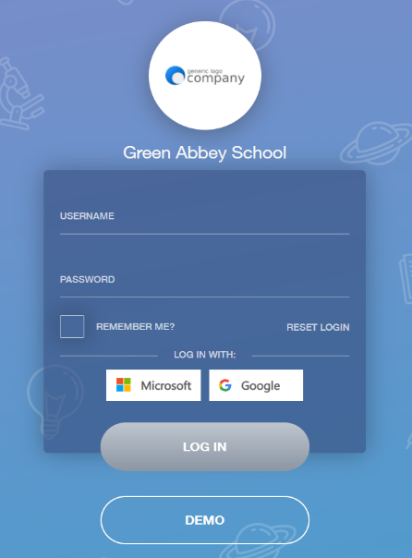 generic logo
company
Green Abbey School
USERNAME
PASSWORD
REMEMBER ME? RESET LOGIN
LOG IN WITH:
Microsoft Google
LOG IN
DEMO